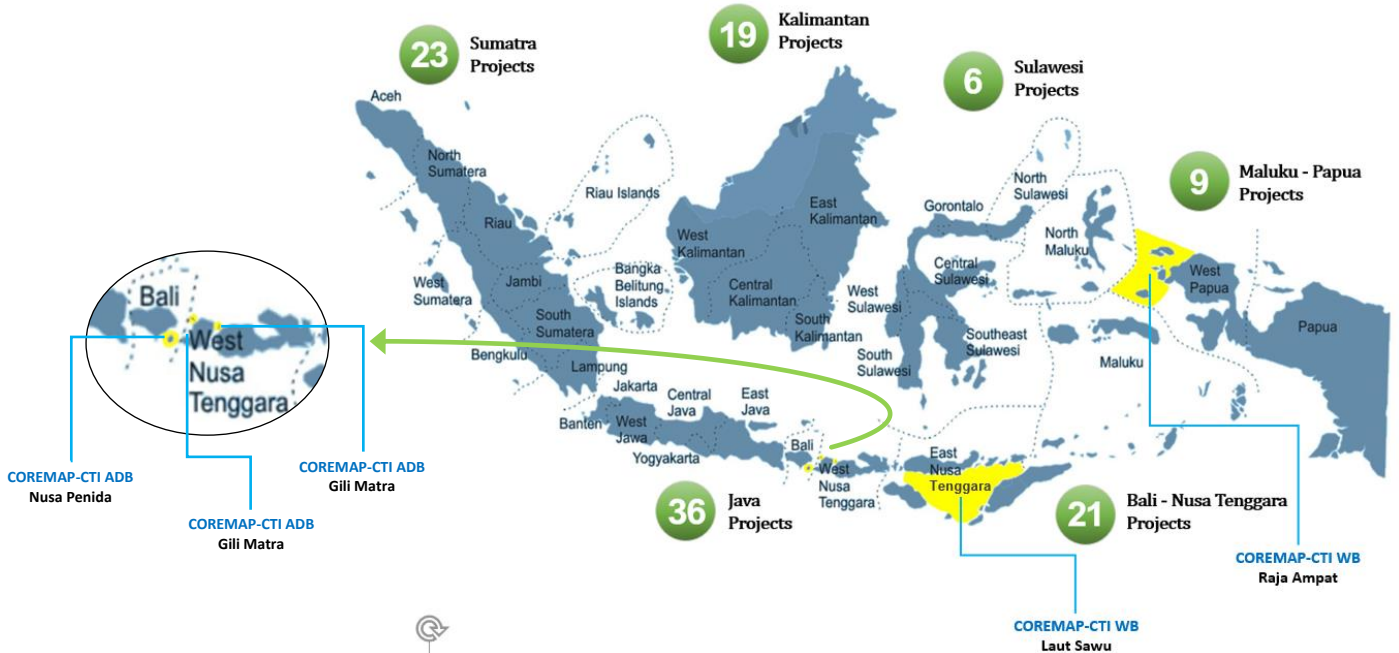 23
Sumatra
Projects
19
Kalimantan
Projects
6
Sulawesi
Projects
9
Maluku - Papua
Projects
Aceh
North
Sumatera
Riau
Riau Islands
West
Sumatera
Jambi
Bangka
Belitung
Islands
South
Sumatera
Bengkulu
Lampung
West
Kalimantan
East
Kalimantan
Central
Kalimantan
South
Kalimantan
Gorontalo
North
Sulawesi
Central
Sulawesi
West
Sulawesi
South
Sulawesi
Southeast
Sulawesi
North
Maluku
Maluku
West
Papua
Papua
Banten
Jakarta
West
Jawa
Central
Java
Yogyakarta
East
Java
Bali
West
Nusa
Tenggara
East
Nusa
Tenggara
36
Java
Projects
21
Bali - Nusa Tenggara
Projects
Bali
West
Nusa
Tenggara
COREMAP-CTI ADB
Nusa Penida
COREMAP-CTI ADB
Gili Matra
COREMAP-CTI ADB
Gili Matra
COREMAP-CTI WB
Raja Ampat
COREMAP-CTI WB
Laut Sawu